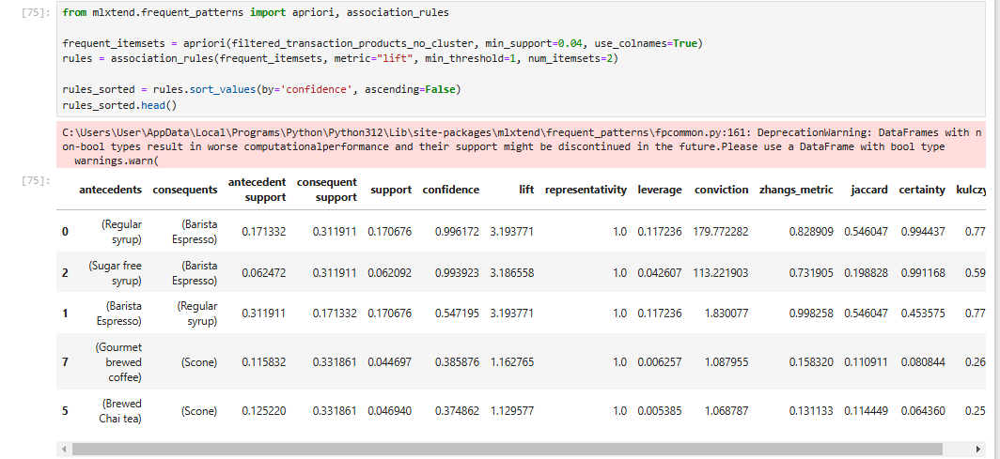 [75]: from mlxtend.frequent_patterns import apriori, association_rules
frequent_itemsets = apriori(filtered_transaction_products_no_cluster, min_support=0.04, use_colnames=True)
rules = association_rules(frequent_itemsets, metric="lift", min_threshold=1, num_itemsets=2)
rules_sorted = rules.sort_values(by='confidence', ascending=False)
rules_sorted.head()
C:\Users\User\AppData\Local\Programs\Python\Python312\Lib\site-packages\mlxtend\frequent_patterns\fpcommon.py:161: DeprecationWarning: DataFrames with n
on-bool types result in worse computationalperformance and their support might be discontinued in the future.Please use a DataFrame with bool type
warnings.warn(
[75]:
antecedents consequents antecedent support consequent support support confidence lift representativity leverage conviction zhangs_metric jaccard certainty kulczy
0 (Regular syrup) (Barista Espresso) 0.171332 0.311911 0.170676 0.996172 3.193771 1.0 0.117236 179.772282 0.828909 0.546047 0.994437 0.77
2 (Sugar free syrup) (Barista Espresso) 0.062472 0.311911 0.062092 0.993923 3.186558 1.0 0.042607 113.221903 0.731905 0.198828 0.991168 0.59
1 (Barista Espresso) (Regular syrup) 0.311911 0.171332 0.170676 0.547195 3.193771 1.0 0.117236 1.830077 0.998258 0.546047 0.453575 0.77
7 (Gourmet brewed coffee) (Scone) 0.115832 0.331861 0.044697 0.385876 1.162765 1.0 0.006257 1.087955 0.158320 0.110911 0.080844 0.26
5 (Brewed Chai tea) (Scone) 0.125220 0.331861 0.046940 0.374862 1.129577 1.0 0.005385 1.068787 0.131133 0.114449 0.064360 0.25